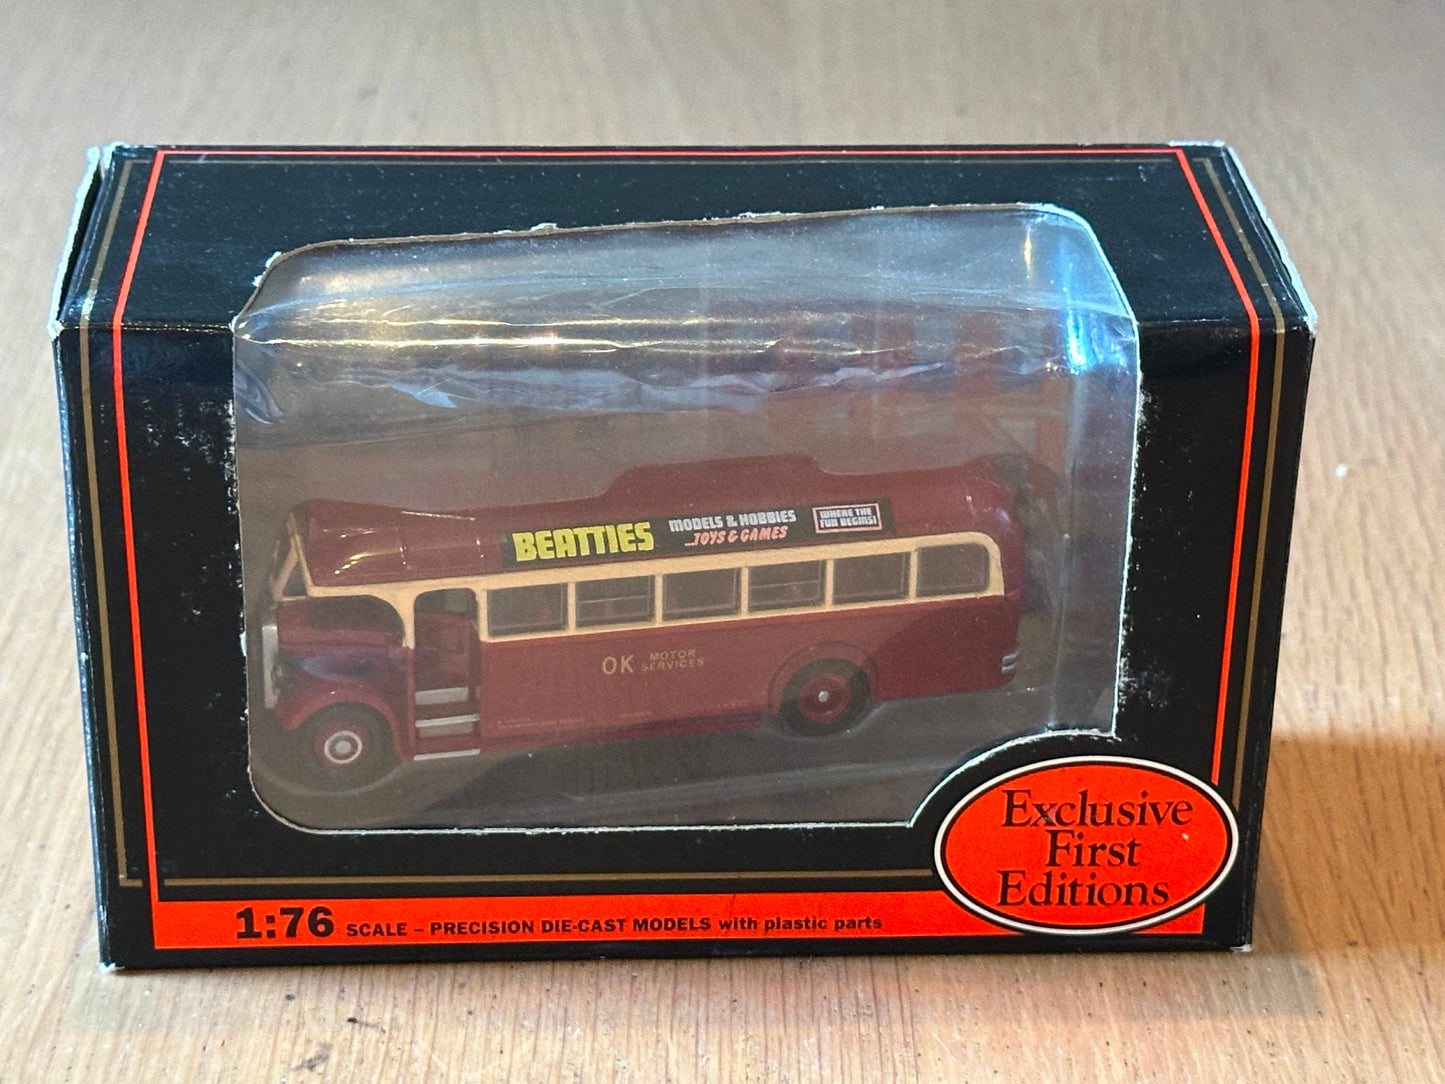 BEATTIES
MODELS & HOBBIES
...TOYS & GAMES
WHERE THE
FUN BEGINS!
OK MOTOR
SERVICES
Exclusive
First
Editions
1:76 SCALE – PRECISION DIE-CAST MODELS with plastic parts